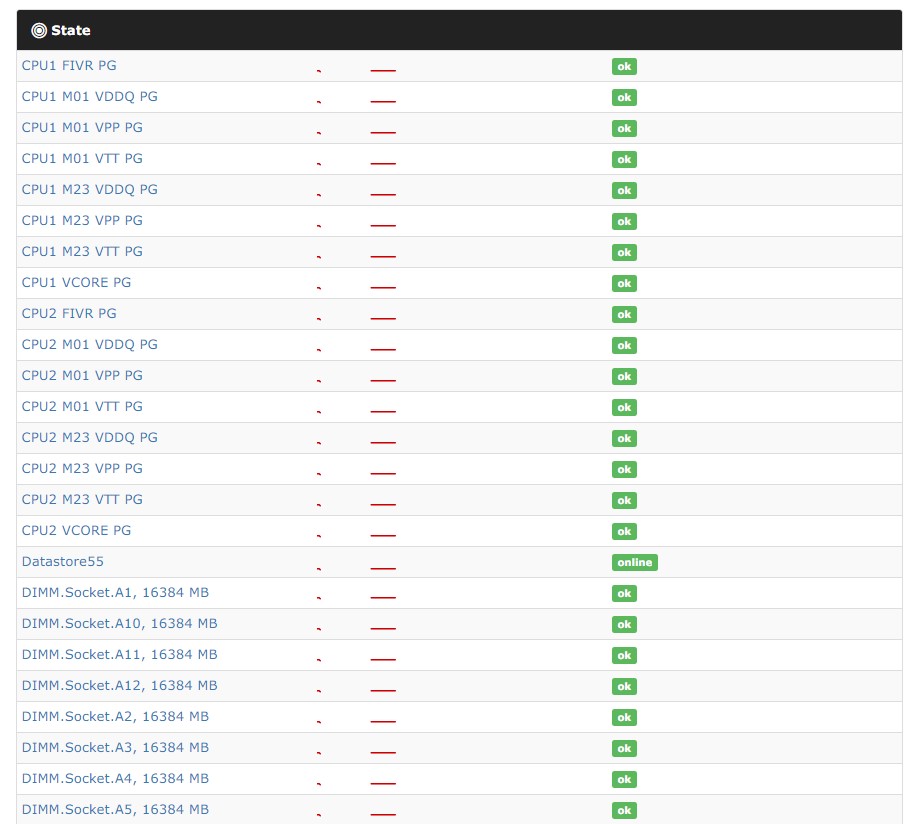 State
CPU1 FIVR PG ok
CPU1 M01 VDDQ PG ok
CPU1 M01 VPP PG ok
CPU1 M01 VTT PG ok
CPU1 M23 VDDQ PG ok
CPU1 M23 VPP PG ok
CPU1 M23 VTT PG ok
CPU1 VCORE PG ok
CPU2 FIVR PG ok
CPU2 M01 VDDQ PG ok
CPU2 M01 VPP PG ok
CPU2 M01 VTT PG ok
CPU2 M23 VDDQ PG ok
CPU2 M23 VPP PG ok
CPU2 M23 VTT PG ok
CPU2 VCORE PG ok
Datastore55 online
DIMM.Socket.A1, 16384 MB ok
DIMM.Socket.A10, 16384 MB ok
DIMM.Socket.A11, 16384 MB ok
DIMM.Socket.A12, 16384 MB ok
DIMM.Socket.A2, 16384 MB ok
DIMM.Socket.A3, 16384 MB ok
DIMM.Socket.A4, 16384 MB ok
DIMM.Socket.A5, 16384 MB ok